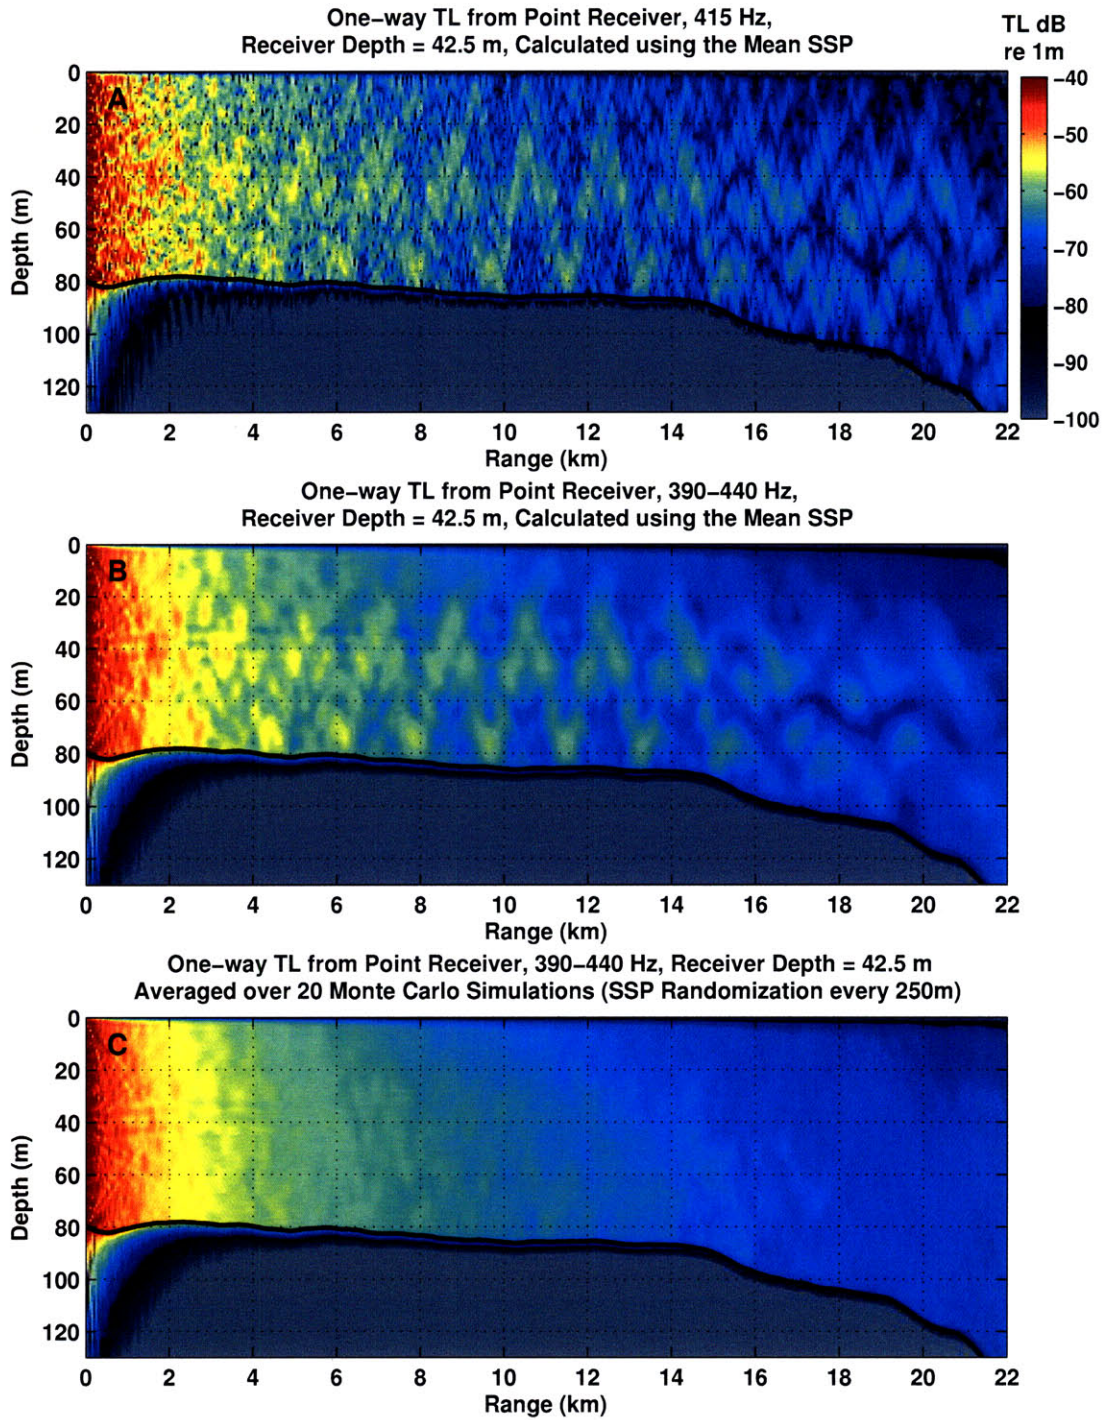 One-way TL from Point Receiver, 415 Hz,
Receiver Depth = 42.5 m, Calculated using the Mean SSP
TL dB
re 1m
A
0
20
40
60
80
100
120
Depth (m)
0 2 4 6 8 10 12 14 16 18 20 22
Range (km)
-40
-50
-60
-70
-80
-90
-100
One-way TL from Point Receiver, 390-440 Hz,
Receiver Depth = 42.5 m, Calculated using the Mean SSP
B
0
20
40
60
80
100
120
Depth (m)
0 2 4 6 8 10 12 14 16 18 20 22
Range (km)
One-way TL from Point Receiver, 390-440 Hz, Receiver Depth = 42.5 m
Averaged over 20 Monte Carlo Simulations (SSP Randomization every 250m)
C
0
20
40
60
80
100
120
Depth (m)
0 2 4 6 8 10 12 14 16 18 20 22
Range (km)